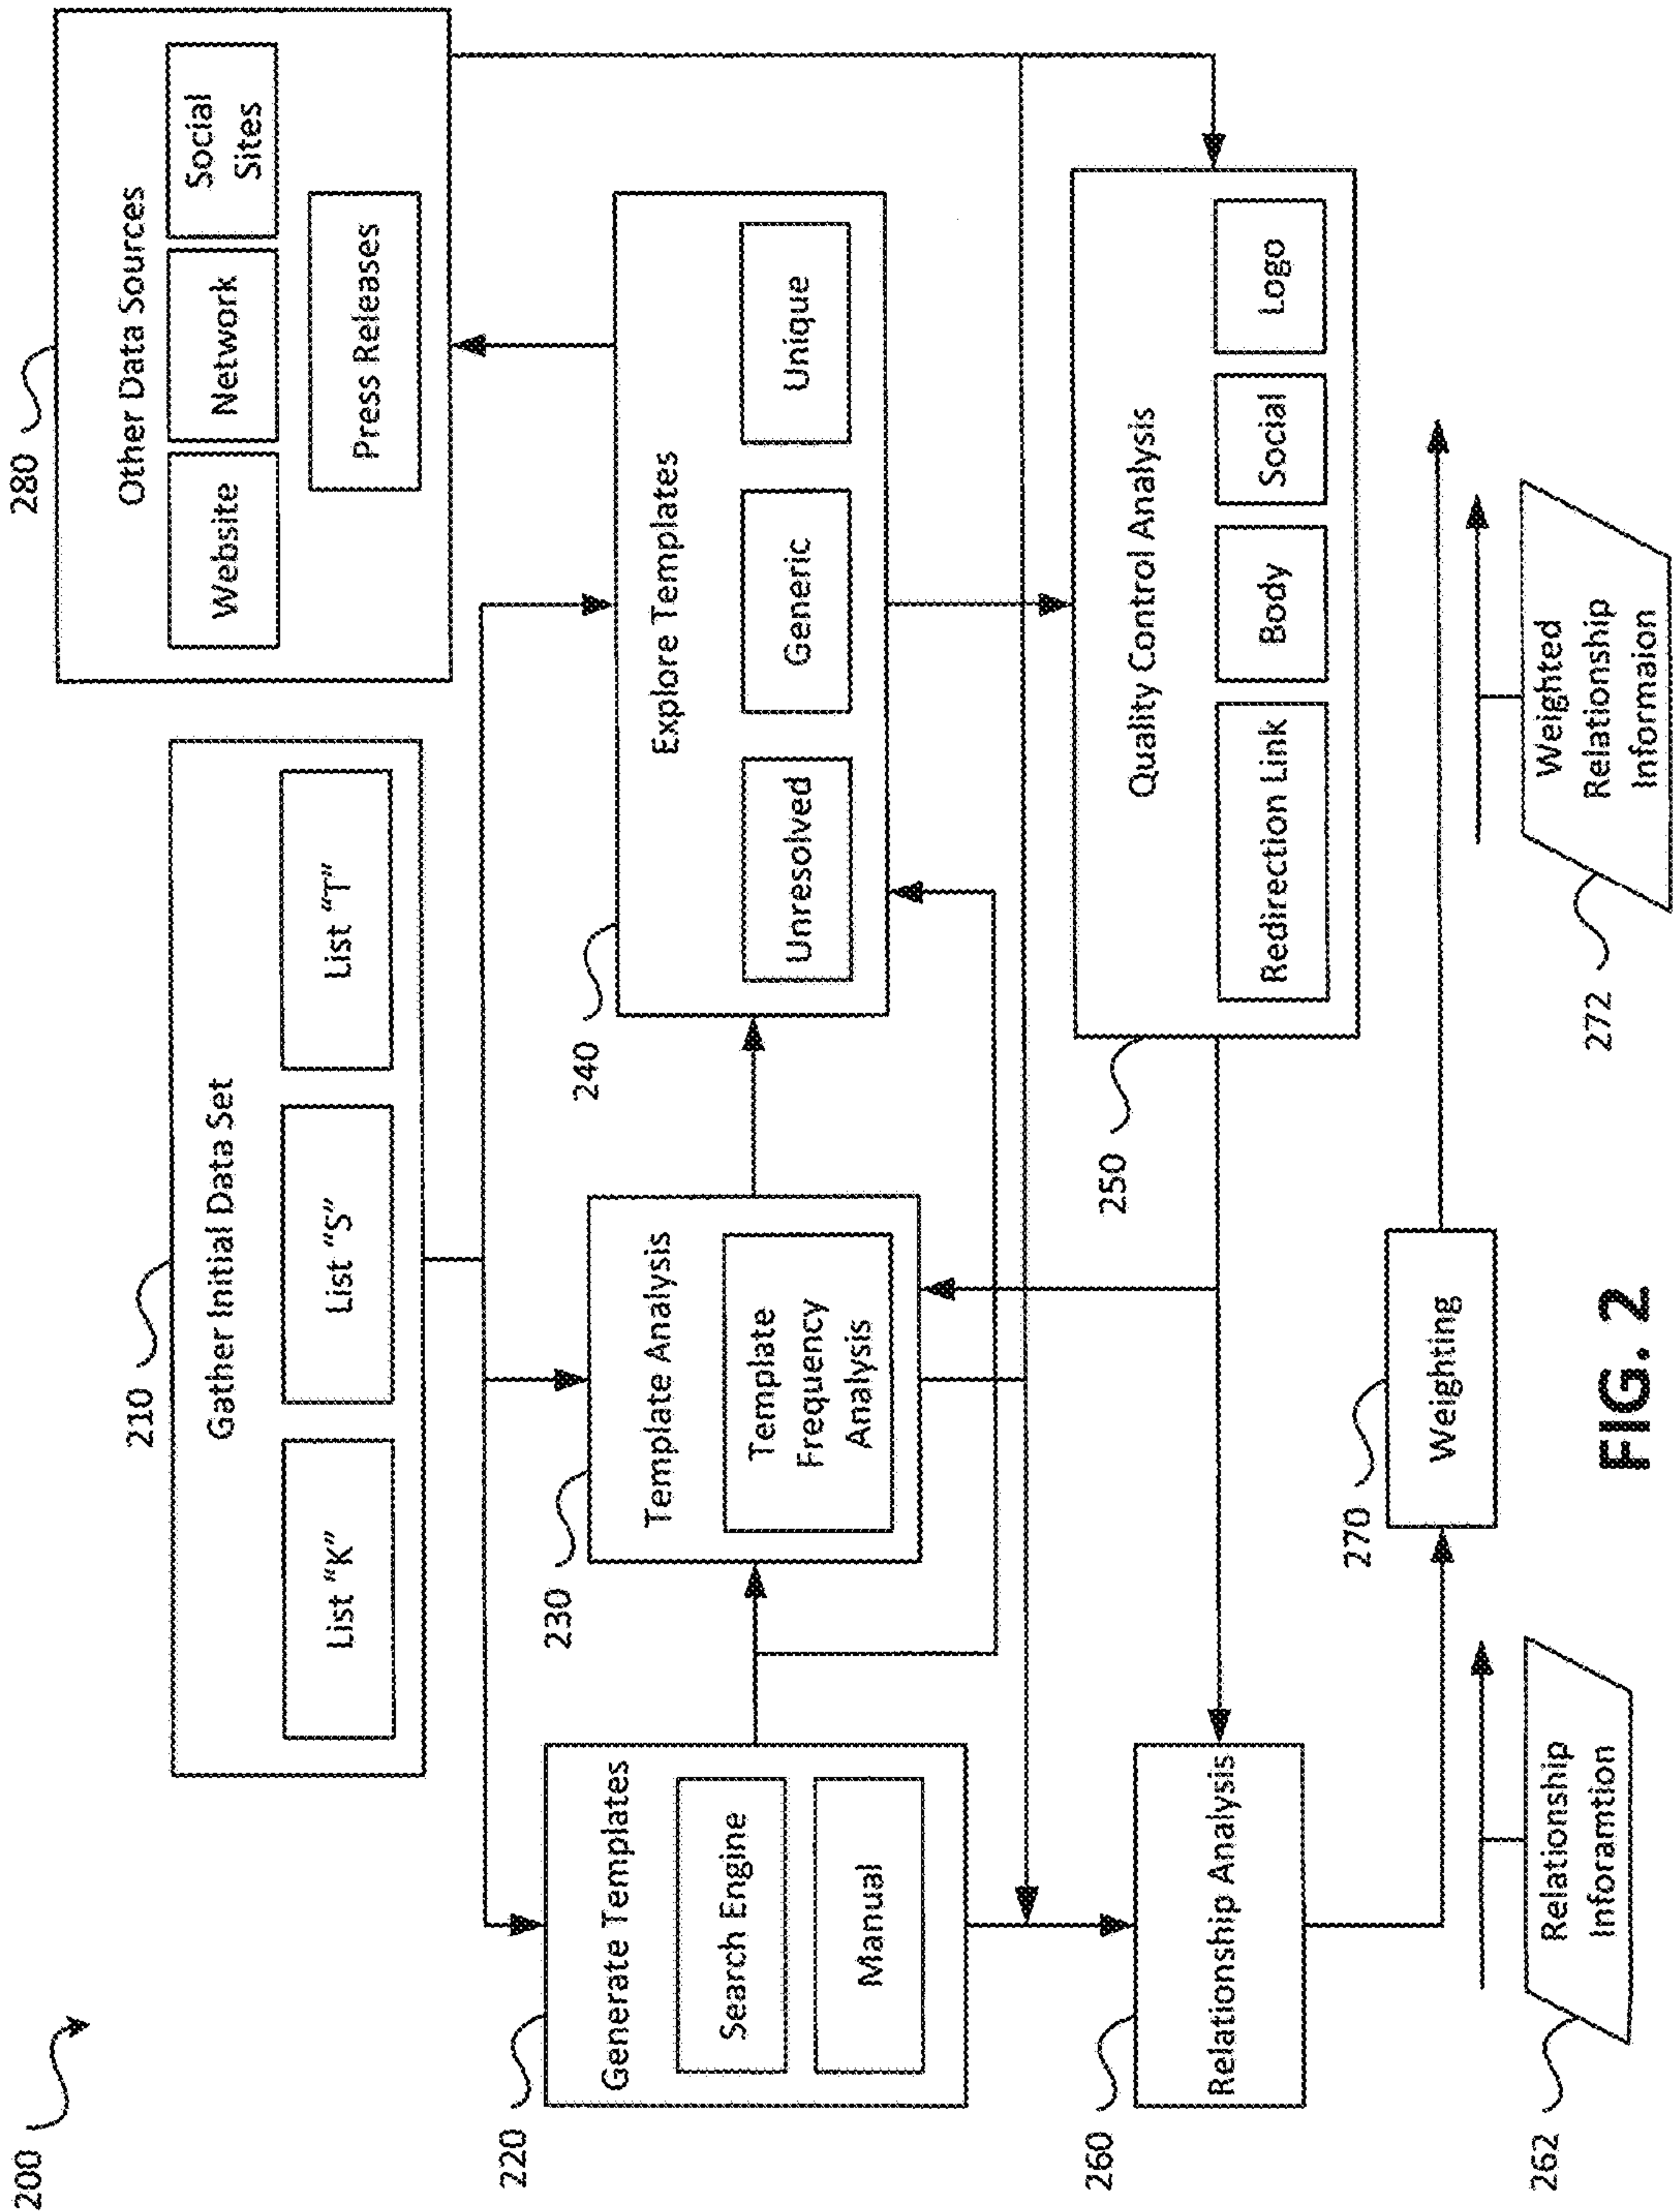 200
210
Gather Initial Data Set
List "K"
List "S"
List "T"
280
Other Data Sources
Website
Network
Social
Sites
Press Releases
220
Generate Templates
Search Engine
Manual
230
Template Analysis
Template
Frequency
Analysis
240
Explore Templates
Unresolved
Generic
Unique
260
Relationship Analysis
250
Quality Control Analysis
Redirection Link
Body
Social
Logo
270
Weighting
262
Relationship
Inforamtion
272
Weighted
Relationship
Informaion
FIG. 2